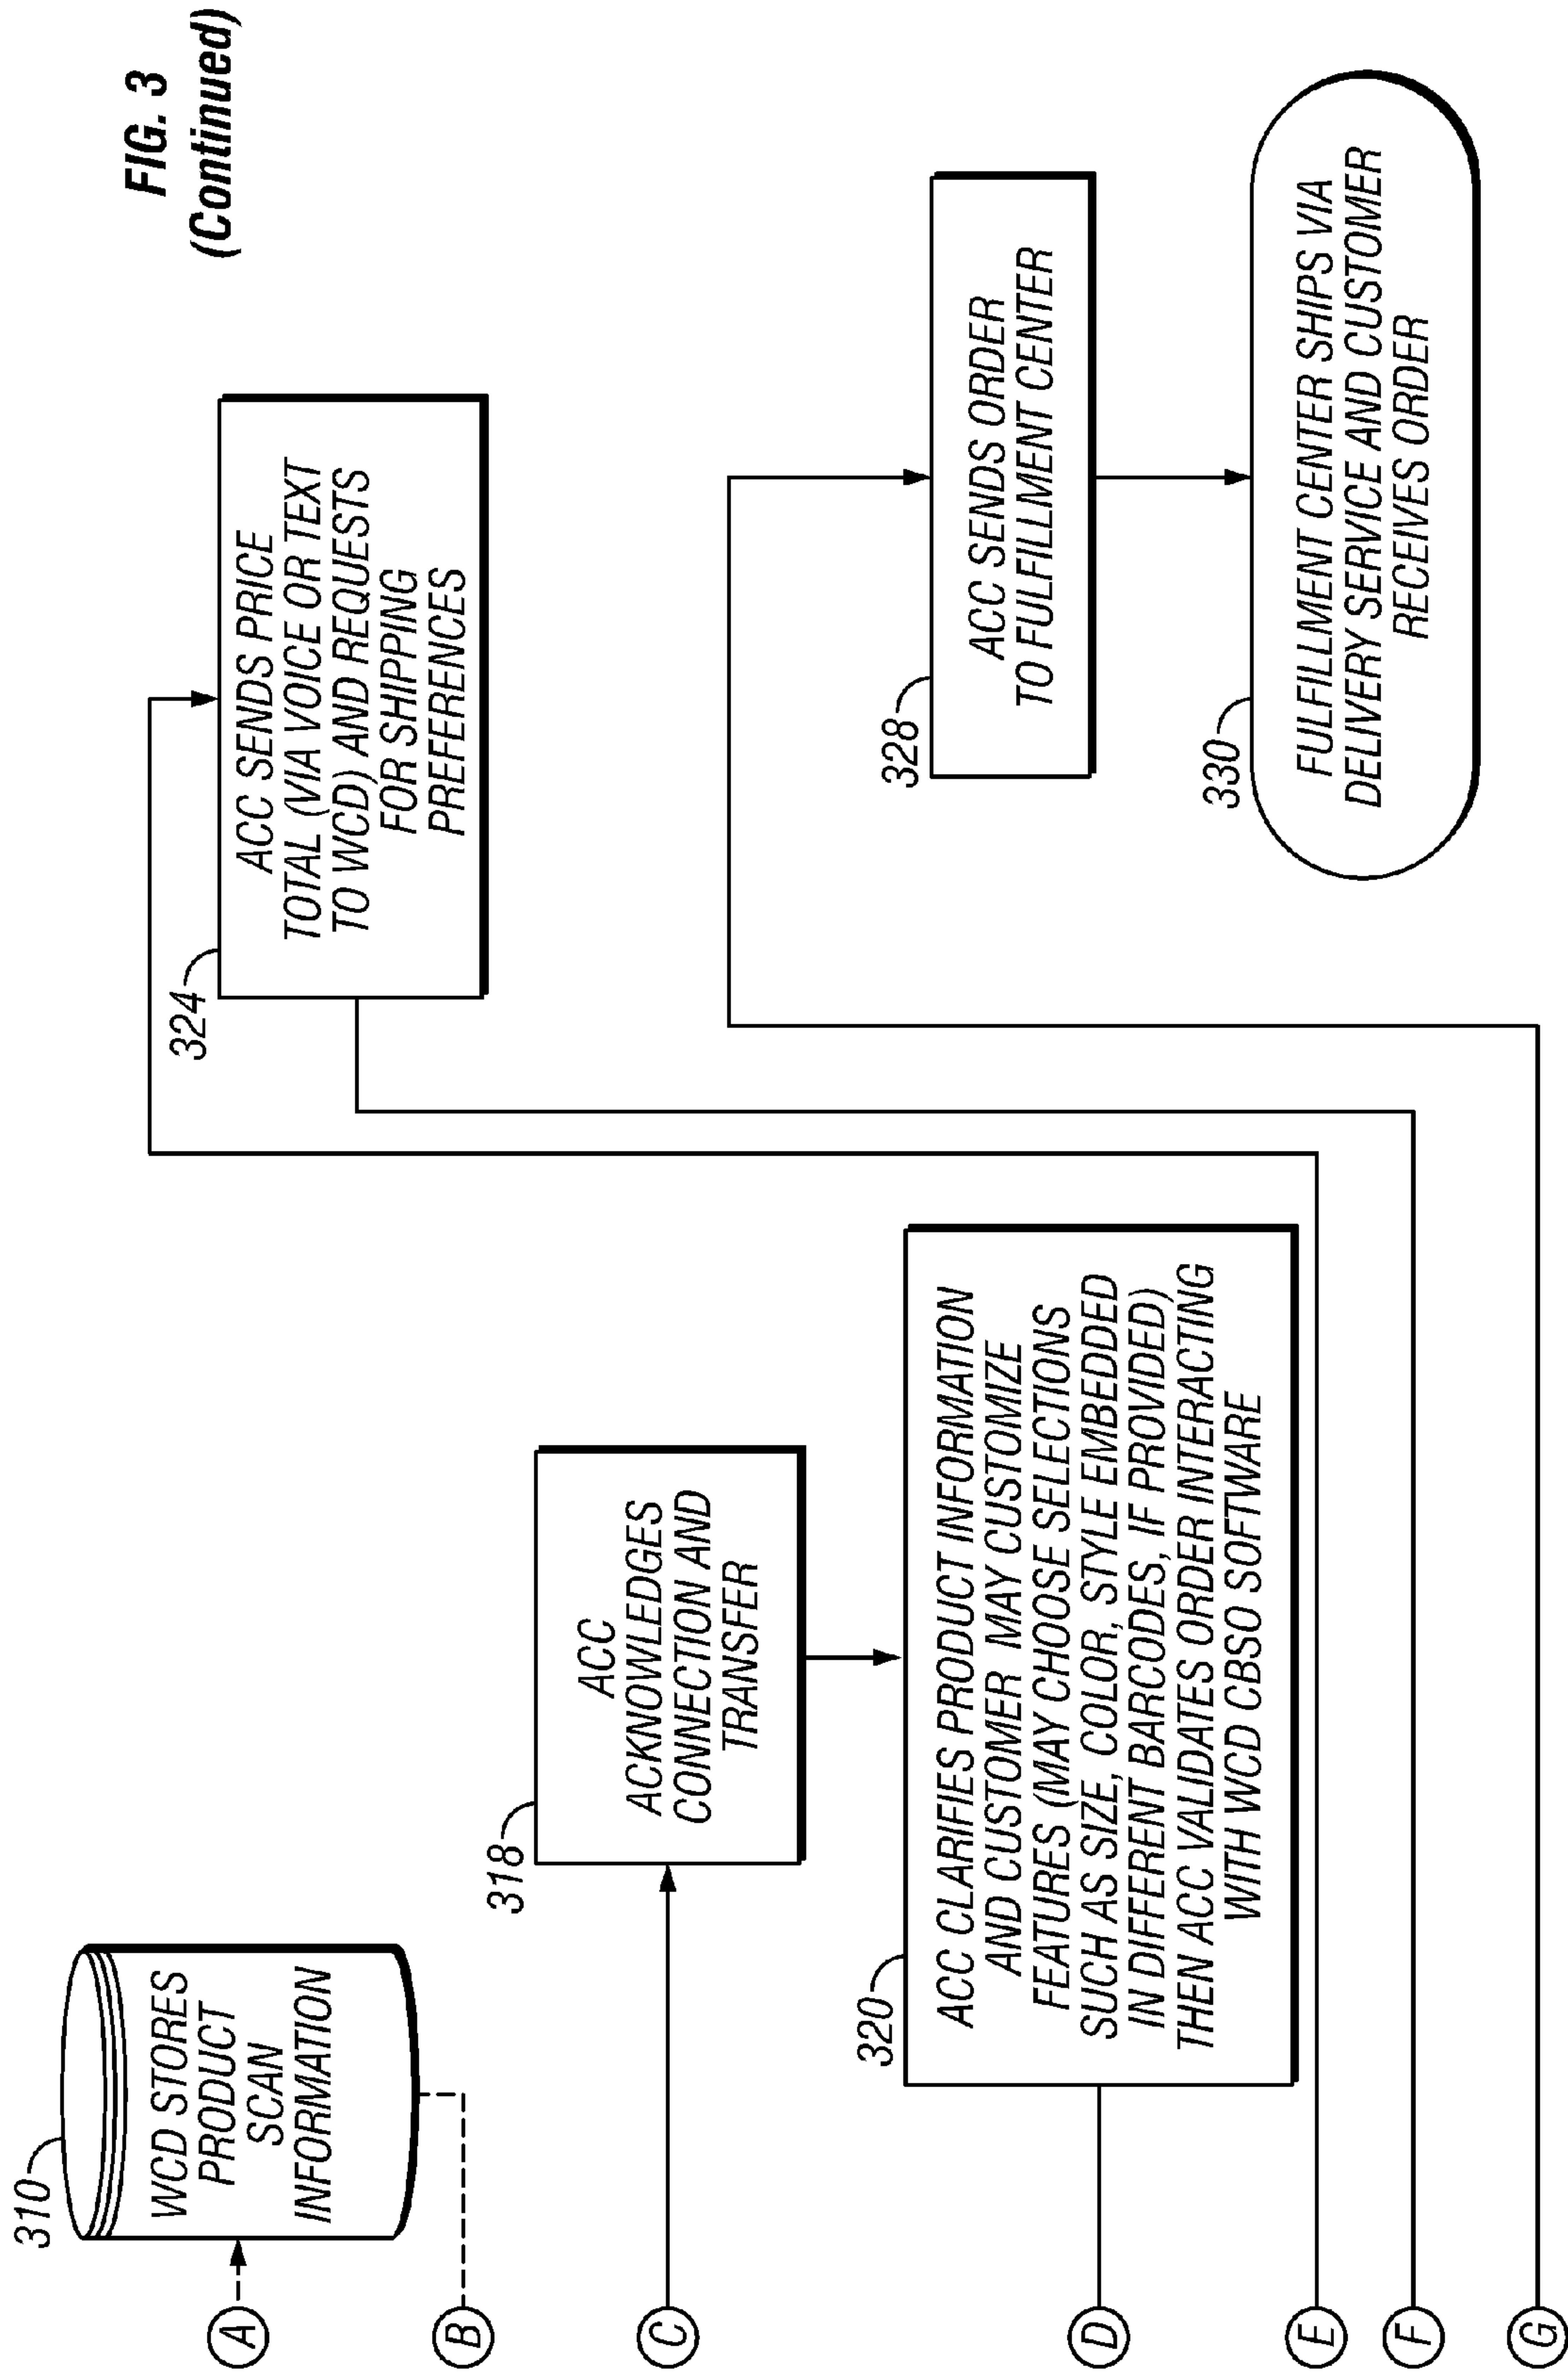 FIG. 3
(Continued)
310
WCD STORES
PRODUCT
SCAN
INFORMATION
A
B
324
ACC SENDS PRICE
TOTAL (VIA VOICE OR TEXT
TO WCD) AND REQUESTS
FOR SHIPPING
PREFERENCES
318
ACC
ACKNOWLEDGES
CONNECTION AND
TRANSFER
C
320
ACC CLARIFIES PRODUCT INFORMATION
AND CUSTOMER MAY CUSTOMIZE
FEATURES (MAY CHOOSE SELECTIONS
SUCH AS SIZE, COLOR, STYLE EMBEDDED
IN DIFFERENT BARCODES, IF PROVIDED)
THEN ACC VALIDATES ORDER INTERACTING
WITH WCD CBSO SOFTWARE
D
328
ACC SENDS ORDER
TO FULFILLMENT CENTER
330
FULFILLMENT CENTER SHIPS VIA
DELIVERY SERVICE AND CUSTOMER
RECEIVES ORDER
E
F
G